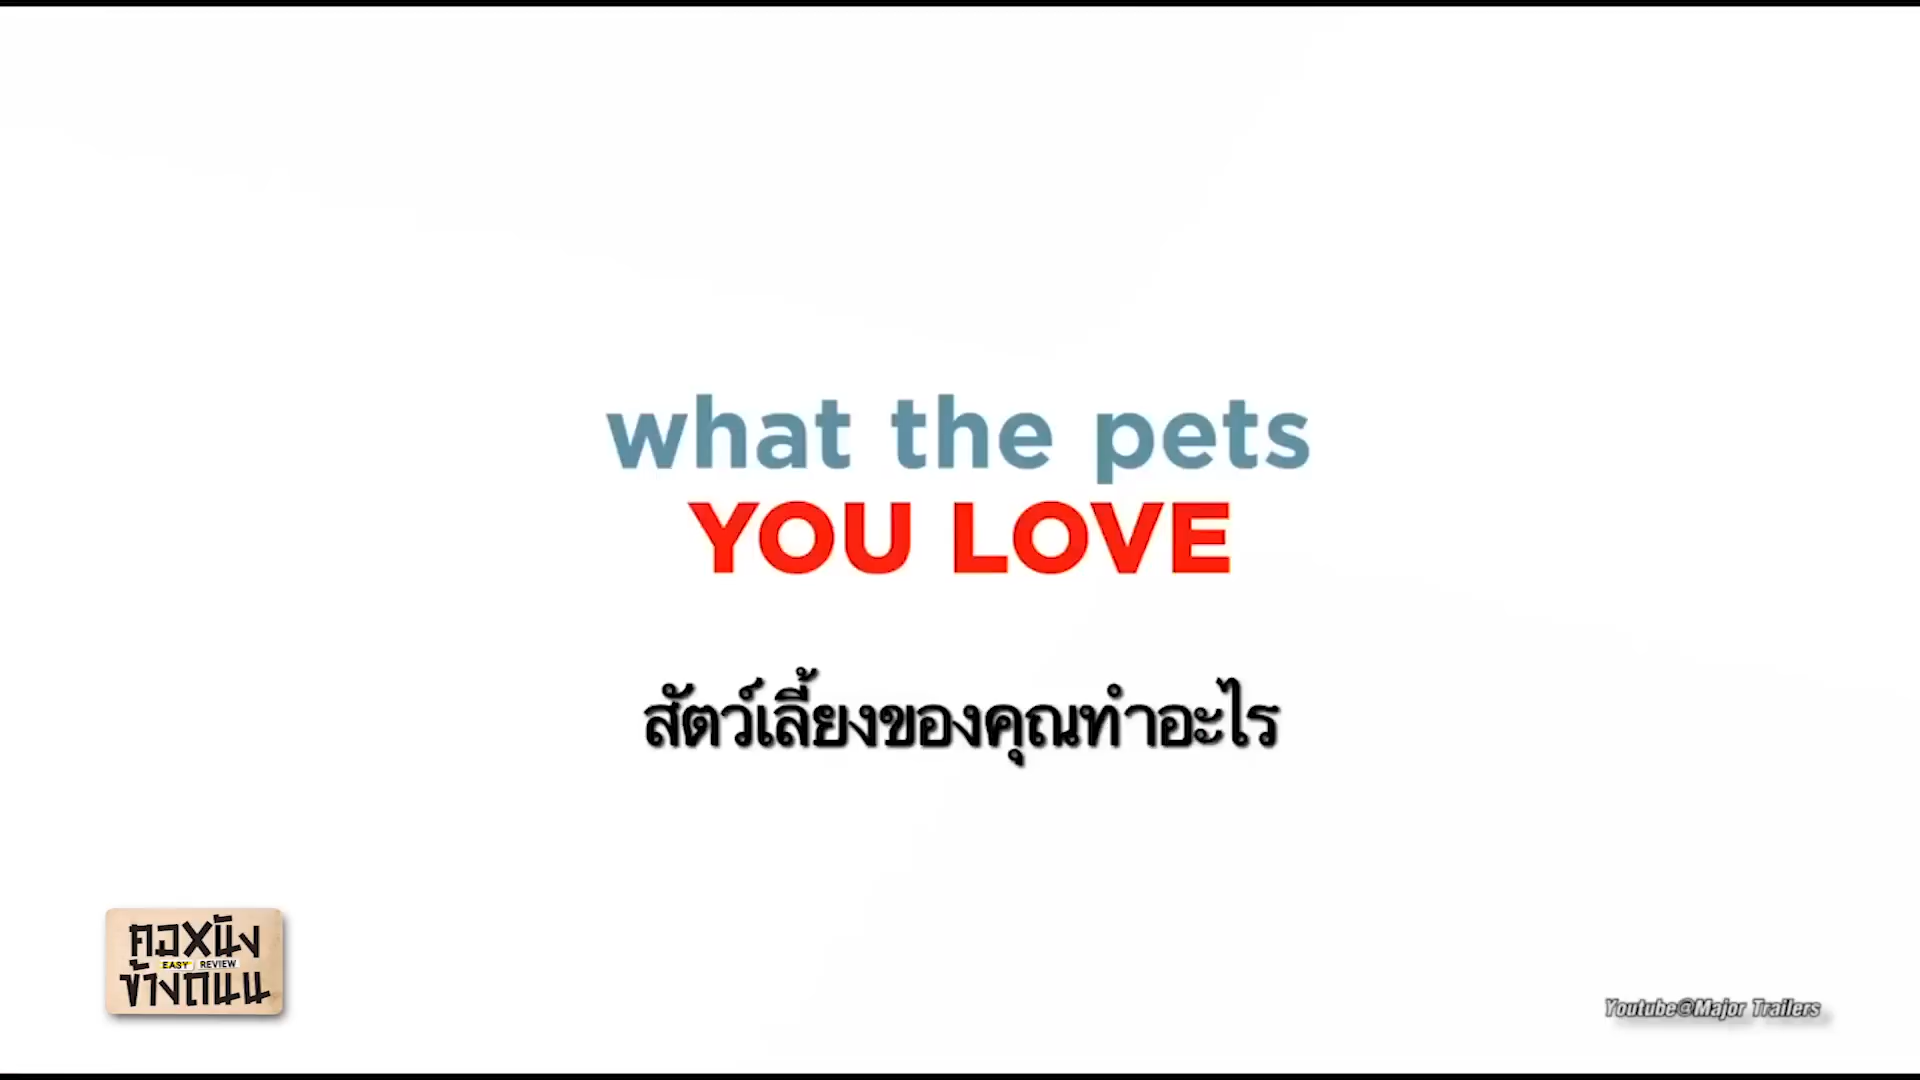 what the pets
YOU LOVE
สัตว์เลี้ยงของคุณทำอะไร
คอหนัง
EASY REVIEW
ข้างถนน
Youtube@Major Trailers